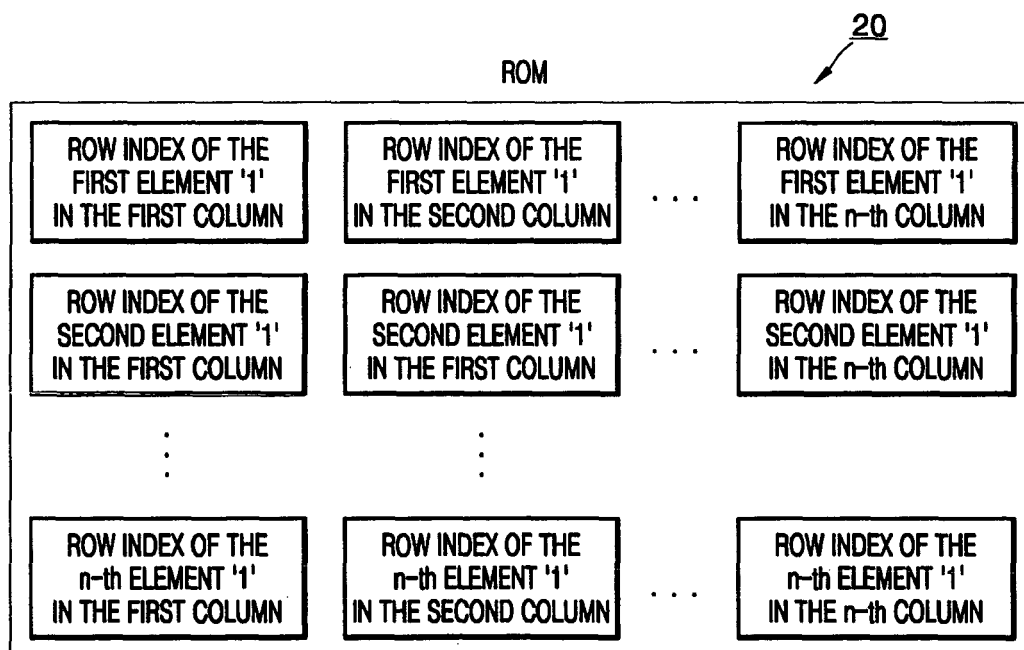 20
ROM
ROW INDEX OF THE
FIRST ELEMENT '1'
IN THE FIRST COLUMN
ROW INDEX OF THE
FIRST ELEMENT '1'
IN THE SECOND COLUMN
. . .
ROW INDEX OF THE
FIRST ELEMENT '1'
IN THE n-th COLUMN
ROW INDEX OF THE
SECOND ELEMENT '1'
IN THE FIRST COLUMN
ROW INDEX OF THE
SECOND ELEMENT '1'
IN THE FIRST COLUMN
. . .
ROW INDEX OF THE
SECOND ELEMENT '1'
IN THE n-th COLUMN
ROW INDEX OF THE
n-th ELEMENT '1'
IN THE FIRST COLUMN
ROW INDEX OF THE
n-th ELEMENT '1'
IN THE SECOND COLUMN
. . .
ROW INDEX OF THE
n-th ELEMENT '1'
IN THE n-th COLUMN